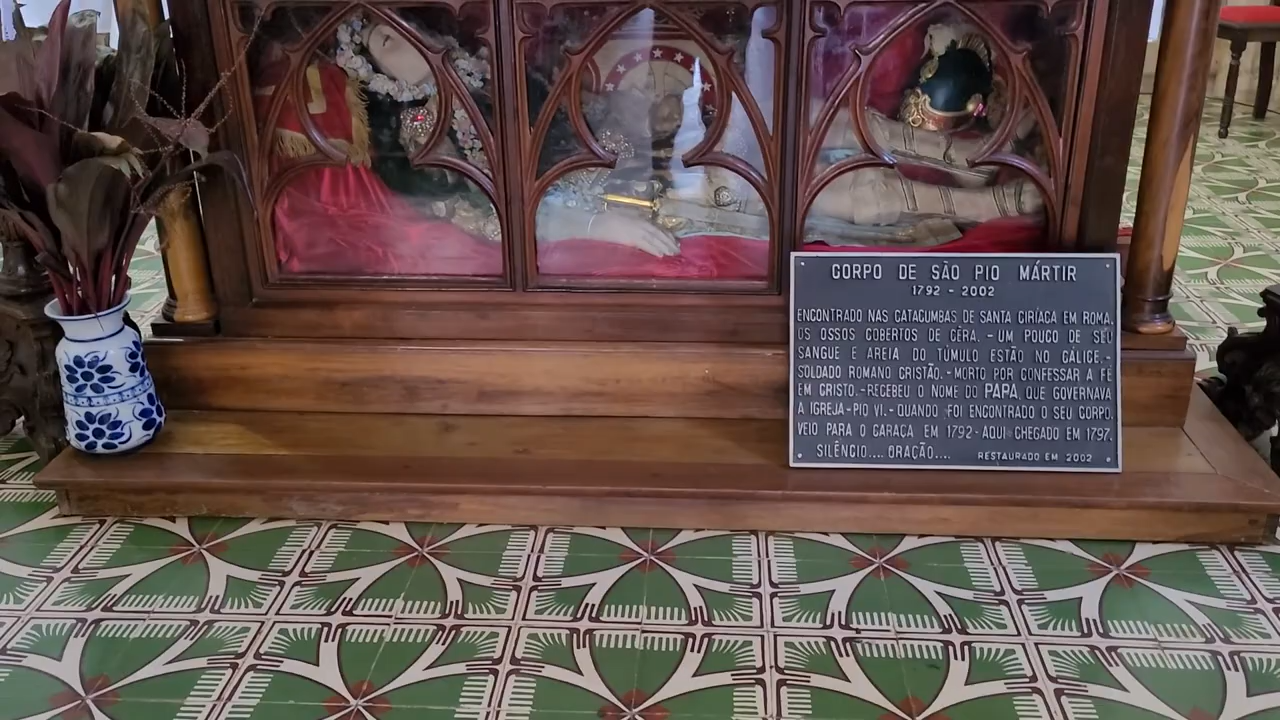 CORPO DE SÃO PIO MÁRTIR
1792 - 2002
ENCONTRADO NAS CATACUMBAS DE SANTA CIRÍACA EM ROMA.
OS OSSOS COBERTOS DE CÊRA. - UM POUCO DE SEU
SANGUE E AREIA DO TÚMULO ESTÃO NO CÁLICE.-
SOLDADO ROMANO CRISTÃO. - MORTO POR CONFESSAR A FÉ
EM CRISTO. - RECEBEU O NOME DO PAPA, QUE GOVERNAVA
A IGREJA - PIO VI. - QUANDO FOI ENCONTRADO O SEU CORPO.
VEIO PARA O CARAÇA EM 1792 - AQUI CHEGADO EM 1797.
SILÊNCIO.... ORAÇÃO.... RESTAURADO EM 2002